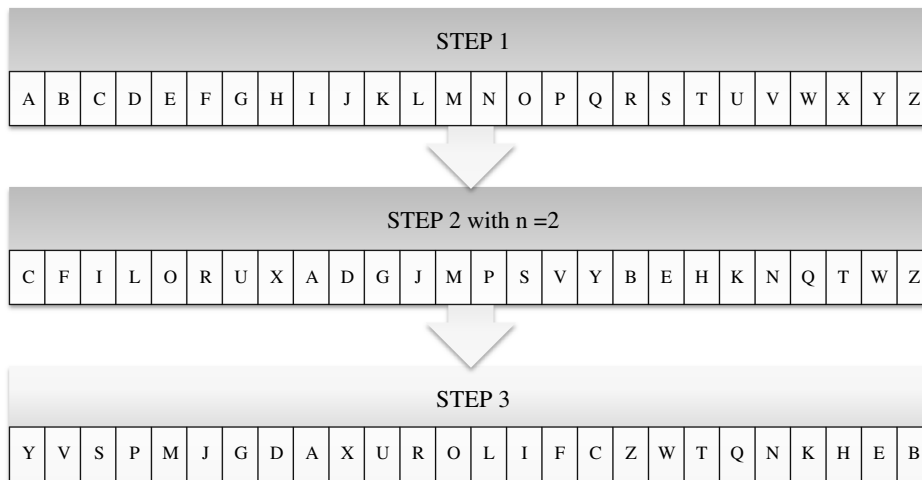 STEP 1
A B C D E F G H I J K L M N O P Q R S T U V W X Y Z
STEP 2 with n =2
C F I L O R U X A D G J M P S V Y B E H K N Q T W Z
STEP 3
Y V S P M J G D A X U R O L I F C Z W T Q N K H E B